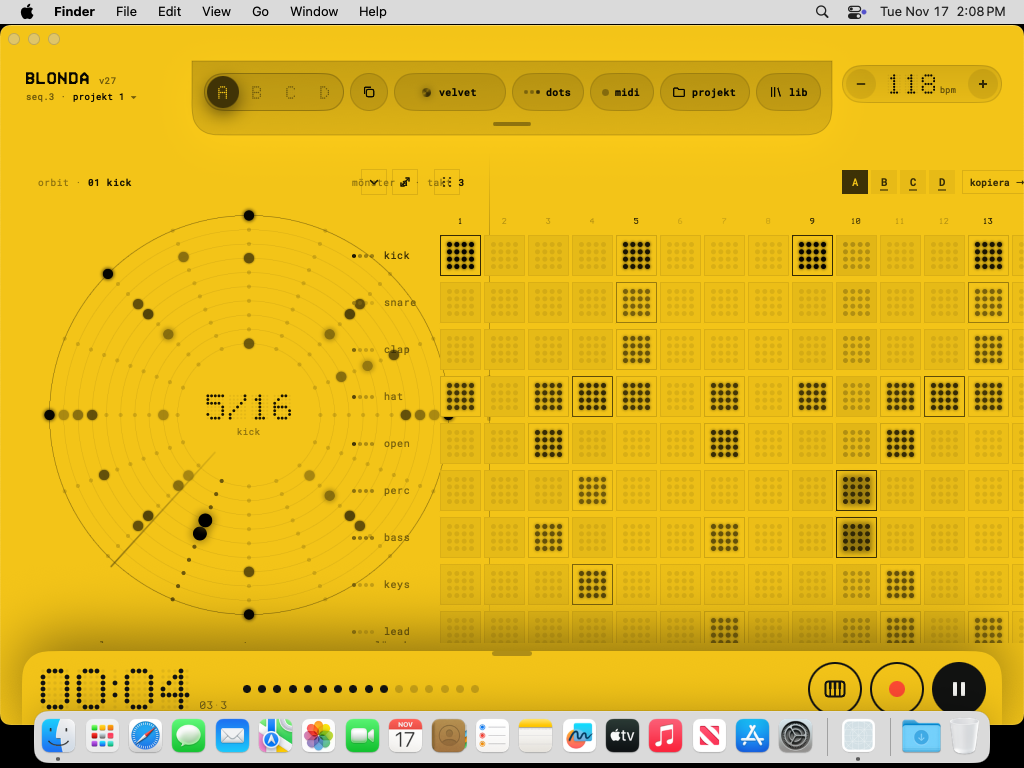 Finder File Edit View Go Window Help Tue Nov 17 2:08 PM
BLONDA v27
seq.3 · projekt 1
A B C D velvet dots midi projekt lib
− 118 bpm +
orbit · 01 kick
3
A B C D kopiera →
1 2 3 4 5 6 7 8 9 10 11 12 13
5/16
kick
kick
snare
clap
hat
open
perc
bass
keys
lead
00:04 03·3
NOV
17
tv